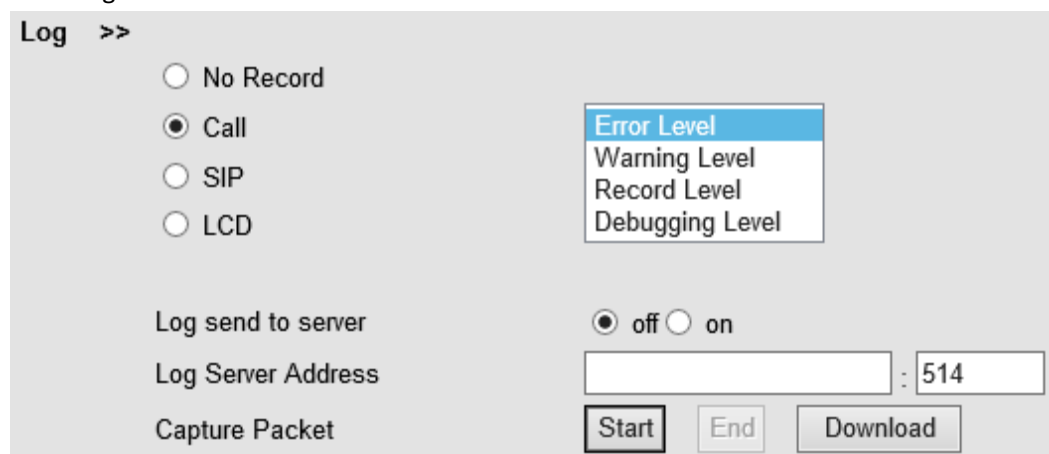 Log >>
No Record
Call
Error Level
Warning Level
SIP
Record Level
LCD
Debugging Level
Log send to server off on
Log Server Address : 514
Capture Packet Start End Download